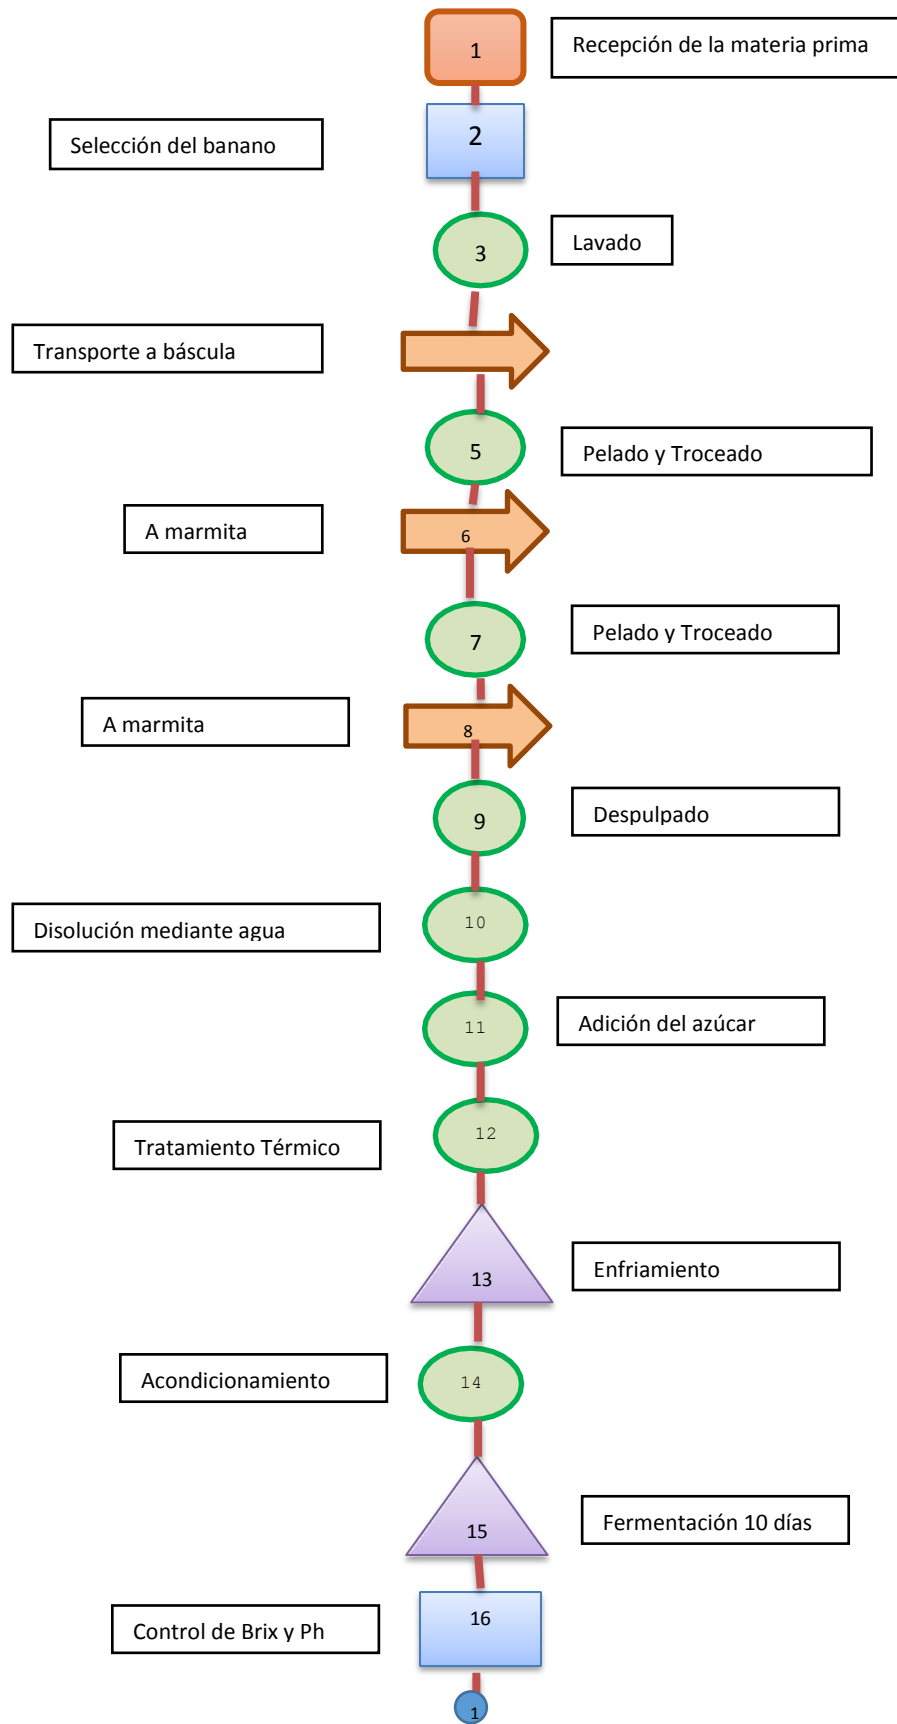 1
Recepción de la materia prima
Selección del banano
2
3
Lavado
Transporte a báscula
5
Pelado y Troceado
A marmita
6
7
Pelado y Troceado
A marmita
8
9
Despulpado
Disolución mediante agua
10
11
Adición del azúcar
12
Tratamiento Térmico
13
Enfriamiento
Acondicionamiento
14
15
Fermentación 10 días
Control de Brix y Ph
16
1